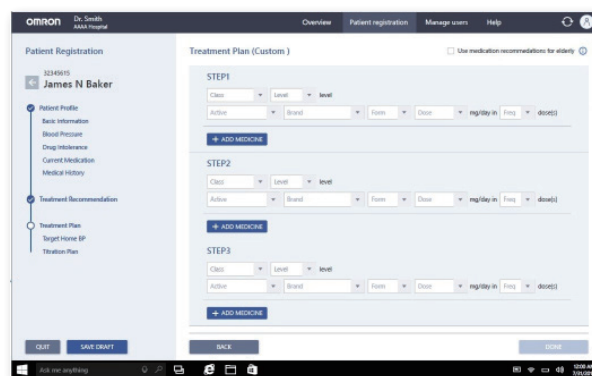 OMRON
Dr. Smith
AAAA Hospital
Overview
Patient registration
Manage users
Help
Patient Registration
32345615
James N Baker
Patient Profile
Basic Information
Blood Pressure
Drug Intolerance
Current Medication
Medical History
Treatment Recommendation
Treatment Plan
Target Home BP
Titration Plan
QUIT
SAVE DRAFT
Treatment Plan (Custom )
Use medication recommendations for elderly
STEP1
Class Level level
Active Brand Form Dose mg/day in Freq dose(s)
+ ADD MEDICINE
STEP2
Class Level level
Active Brand Form Dose mg/day in Freq dose(s)
+ ADD MEDICINE
STEP3
Class Level level
Active Brand Form Dose mg/day in Freq dose(s)
+ ADD MEDICINE
BACK
DONE
Ask me anything
12:00 AM